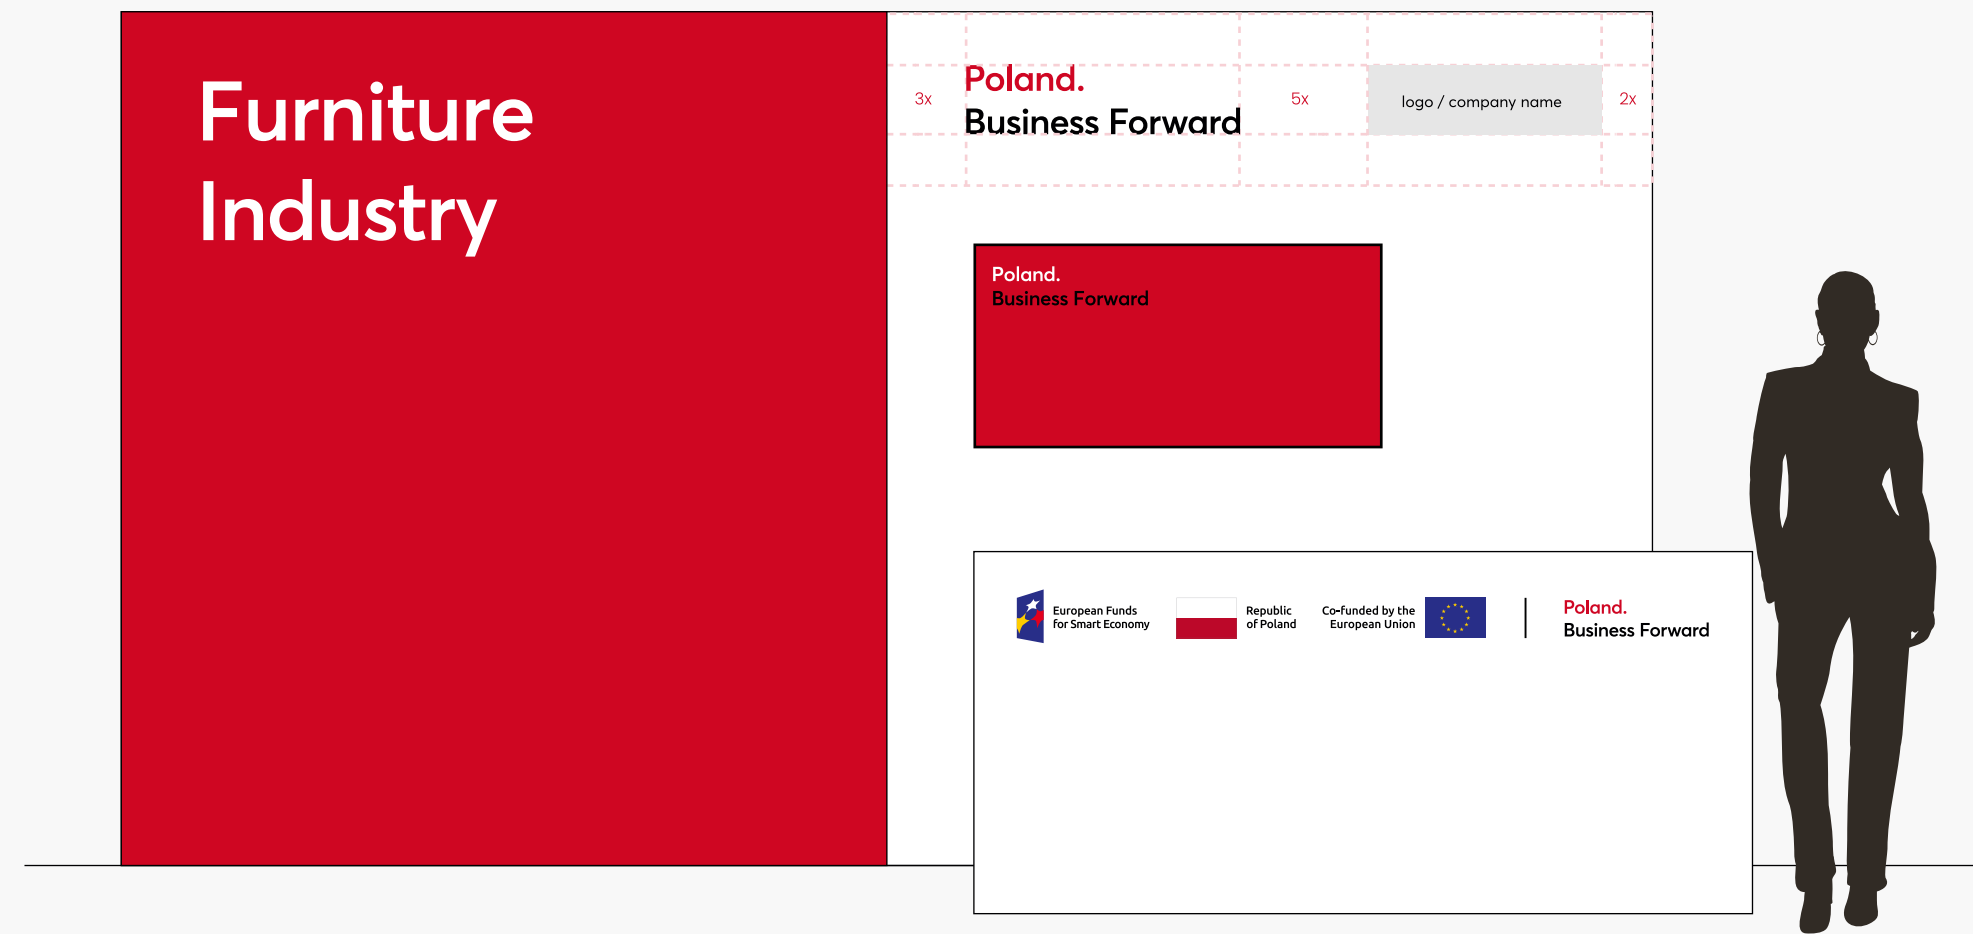 Furniture
Industry
3x
Poland.
Business Forward
5x
logo / company name
2x
Poland.
Business Forward
European Funds
for Smart Economy
Republic
of Poland
Co-funded by the
European Union
Poland.
Business Forward